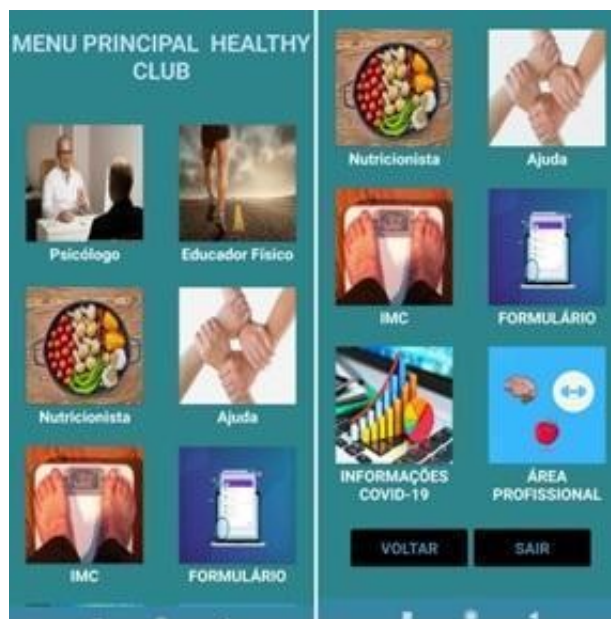 MENU PRINCIPAL HEALTHY
CLUB
Psicólogo
Educador Físico
Nutricionista
Ajuda
IMC
FORMULÁRIO
Nutricionista
Ajuda
IMC
FORMULÁRIO
INFORMAÇÕES
COVID-19
ÁREA
PROFISSIONAL
VOLTAR
SAIR